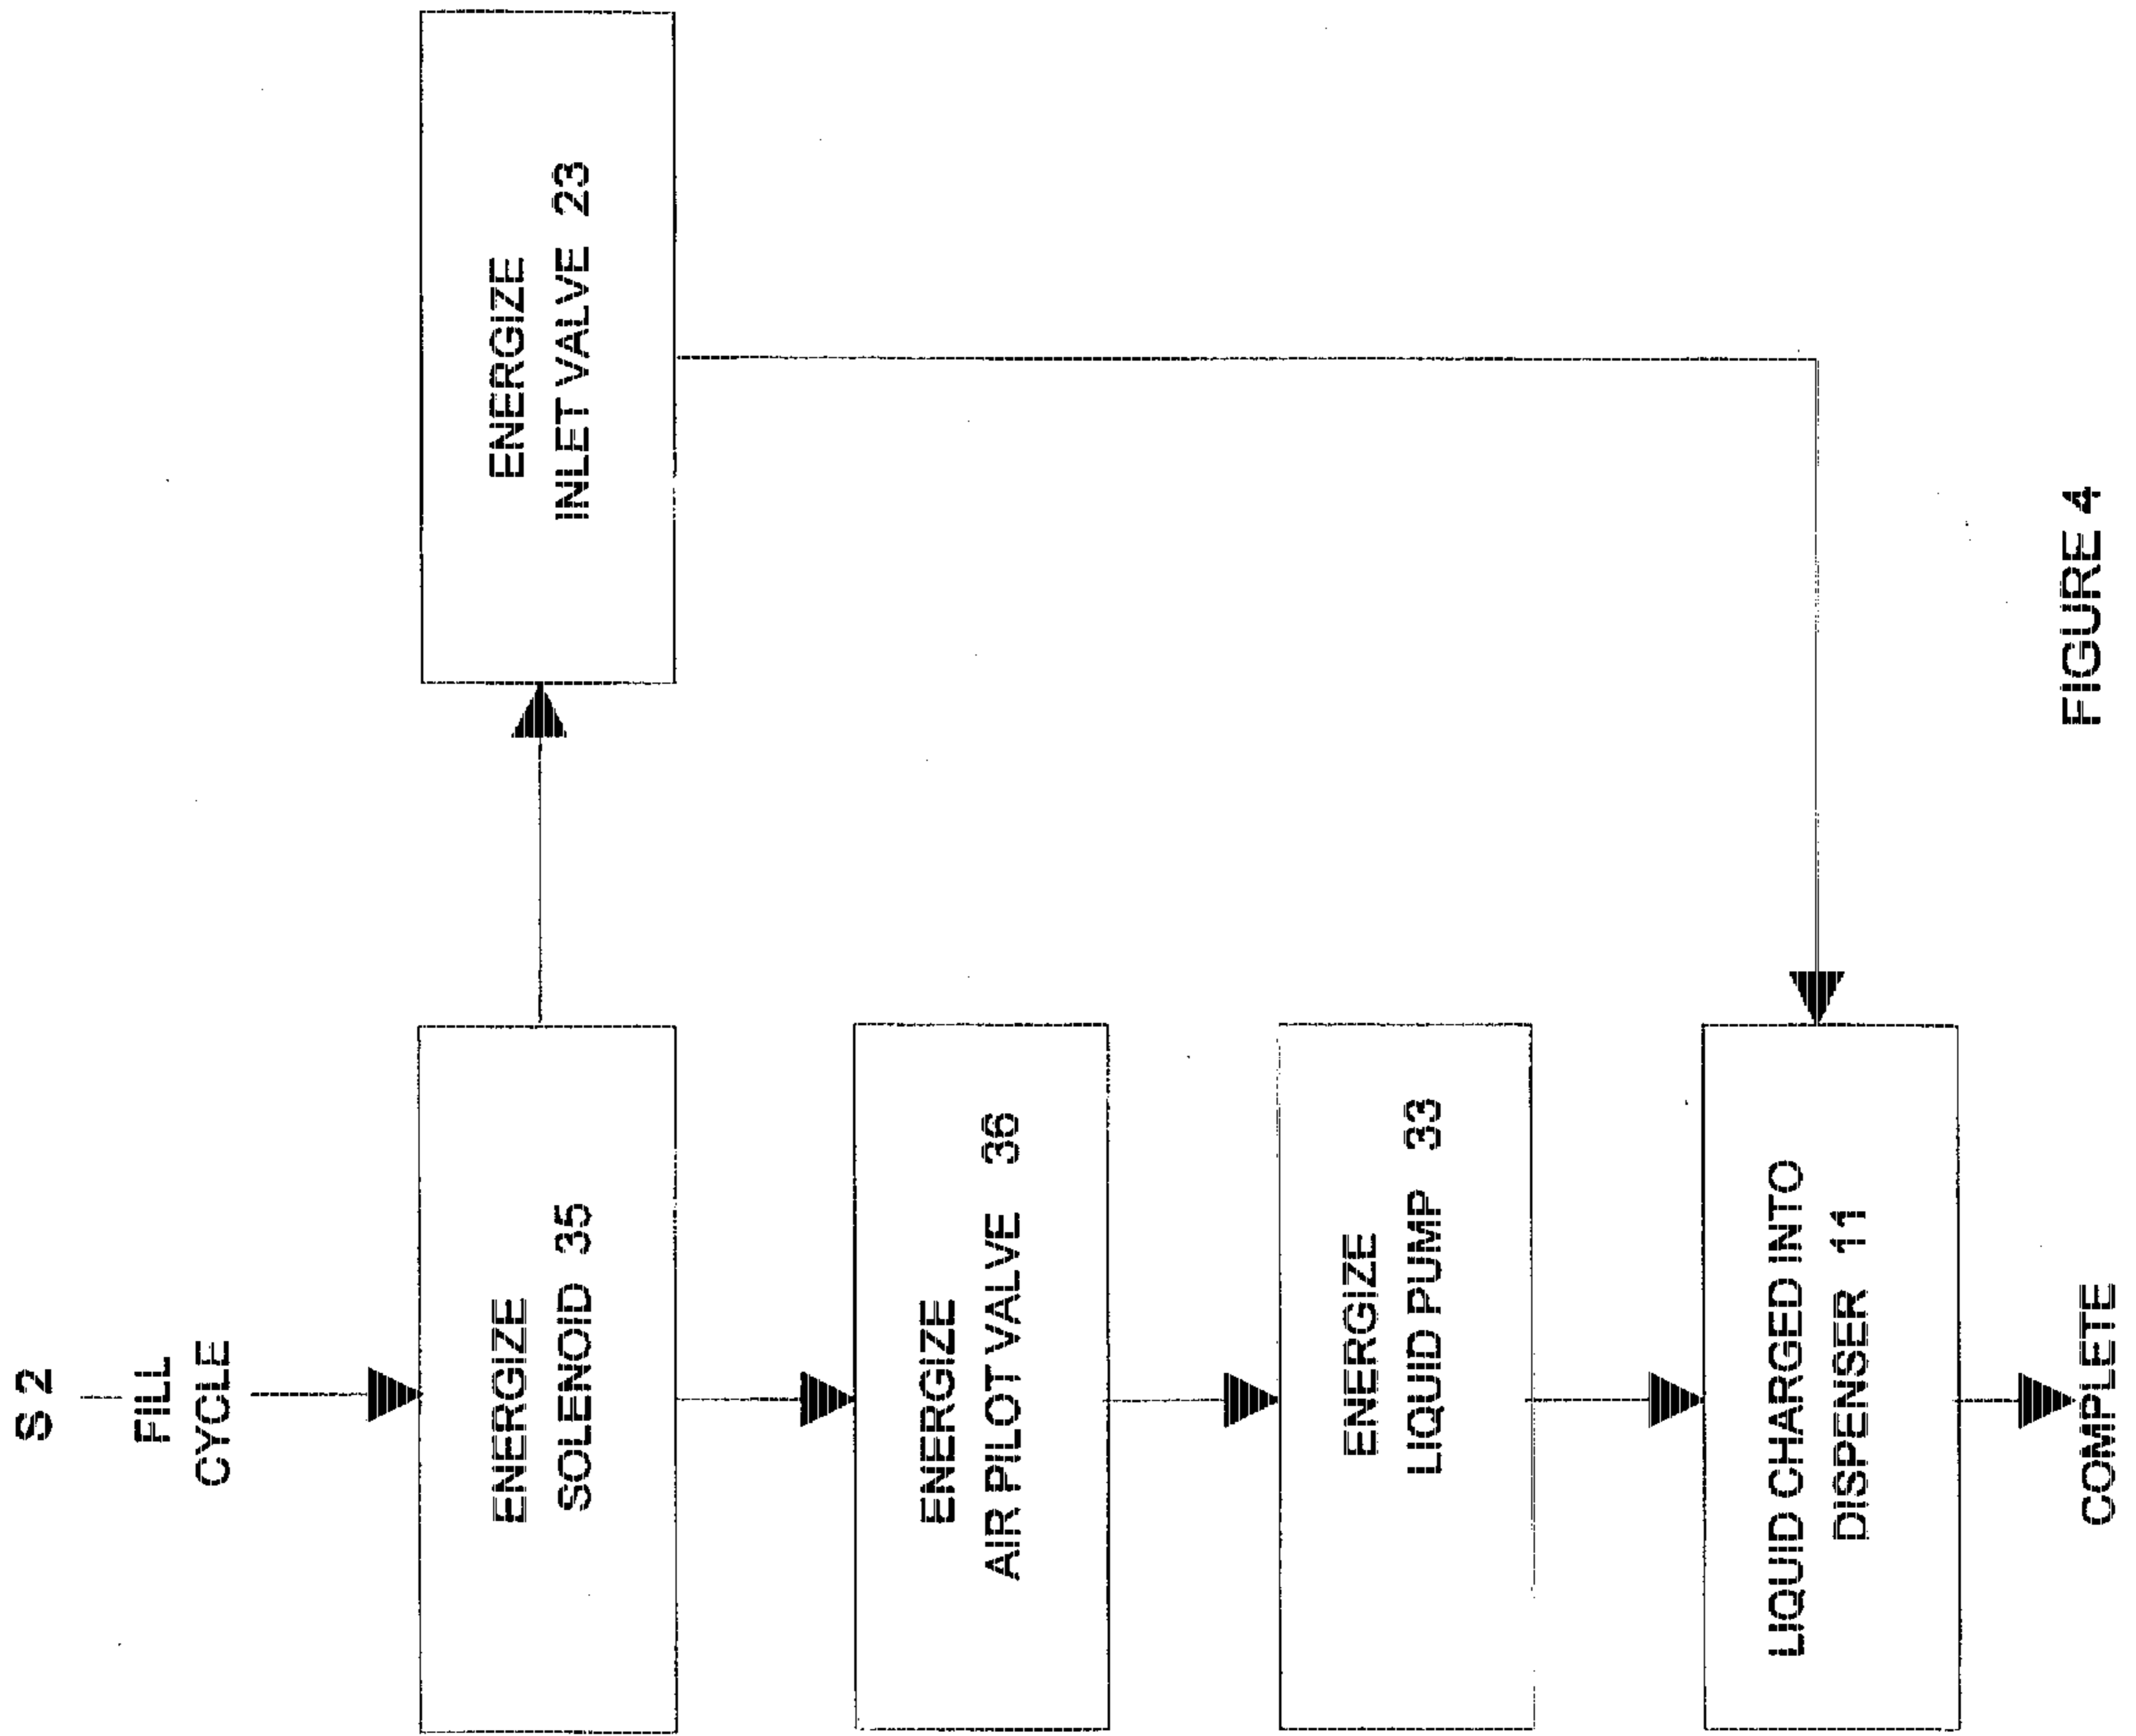 S 2
FILL
CYCLE
ENERGIZE
SOLENOID 35
ENERGIZE
INLET VALVE 23
ENERGIZE
AIR PILOT VALVE 36
ENERGIZE
LIQUID PUMP 33
LIQUID CHARGED INTO
DISPENSER 11
COMPLETE
FIGURE 4